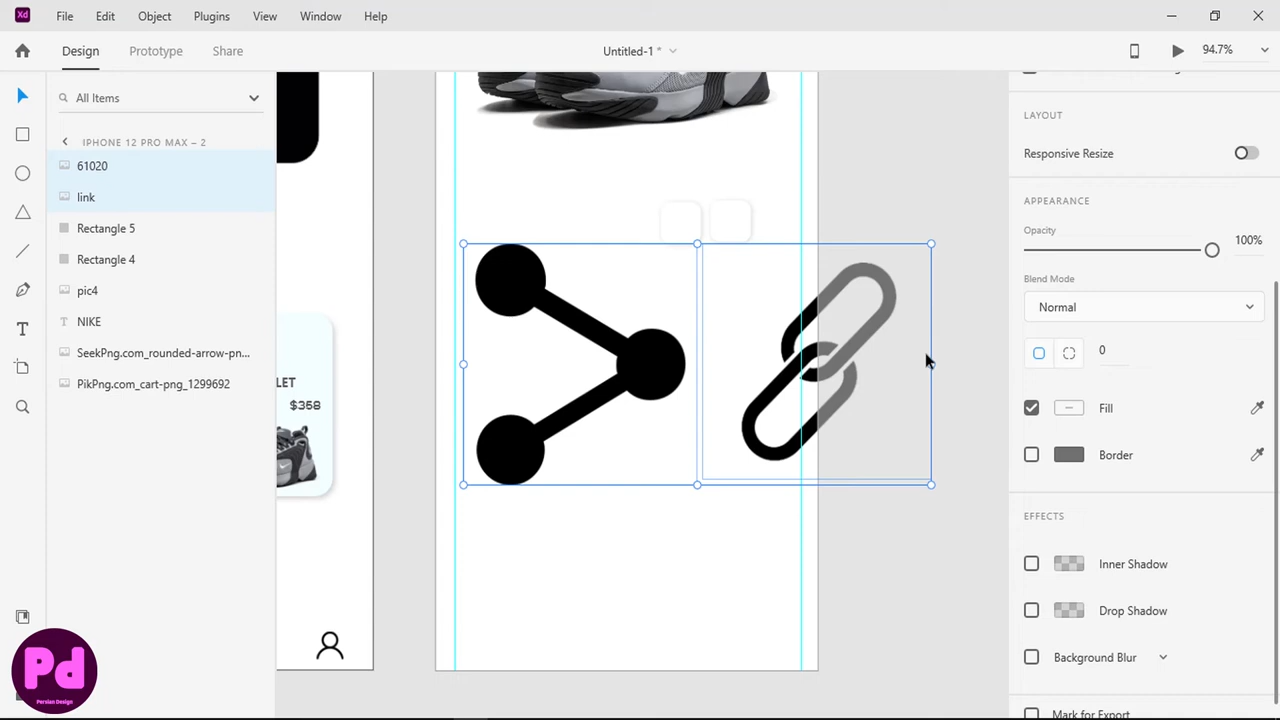 Xd File Edit Object Plugins View Window Help
Design Prototype Share Untitled-1 * 94.7%
All Items
IPHONE 12 PRO MAX – 2
61020
link
Rectangle 5
Rectangle 4
pic4
NIKE
SeekPng.com_rounded-arrow-pn...
PikPng.com_cart-png_1299692
LET
$358
LAYOUT
Responsive Resize
APPEARANCE
Opacity
100%
Blend Mode
Normal
0
Fill
Border
EFFECTS
Inner Shadow
Drop Shadow
Background Blur
Mark for Export
Pd
Persian Design